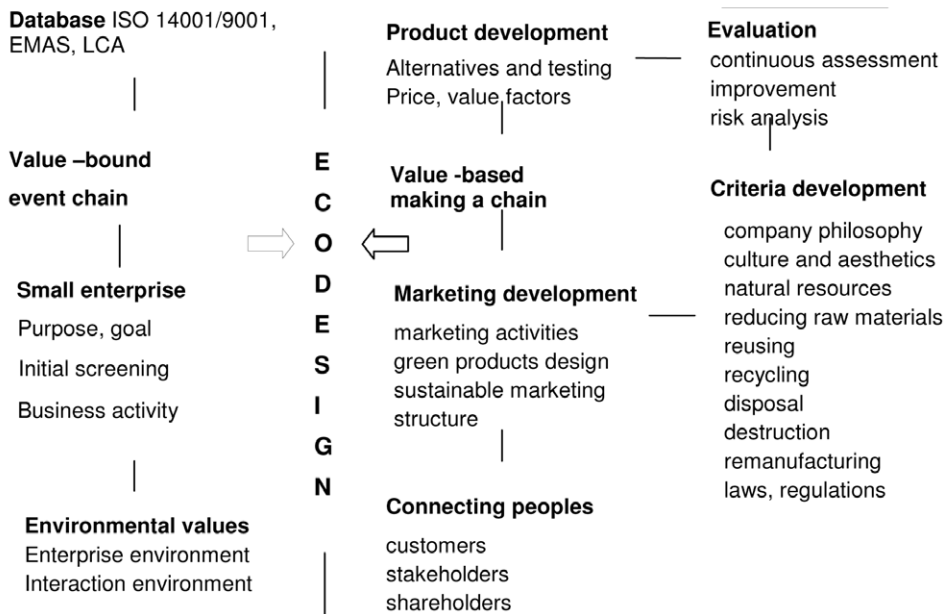 Database ISO 14001/9001,
EMAS, LCA
Value –bound
event chain
Small enterprise
Purpose, goal
Initial screening
Business activity
Environmental values
Enterprise environment
Interaction environment
E
C
O
D
E
S
I
G
N
Product development
Alternatives and testing
Price, value factors
Value -based
making a chain
Marketing development
marketing activities
green products design
sustainable marketing
structure
Connecting peoples
customers
stakeholders
shareholders
Evaluation
continuous assessment
improvement
risk analysis
Criteria development
company philosophy
culture and aesthetics
natural resources
reducing raw materials
reusing
recycling
disposal
destruction
remanufacturing
laws, regulations